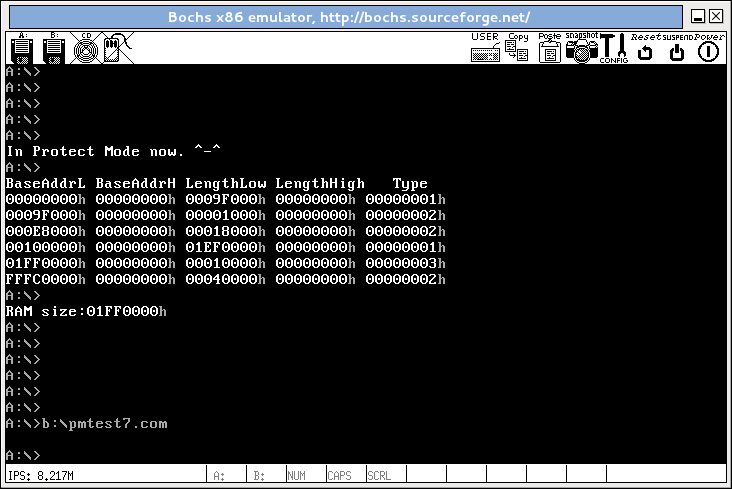 Bochs x86 emulator, http://bochs.sourceforge.net/
A: B: CD USER Copy Paste snapshot CONFIG Reset SUSPEND Power
A:\>
A:\>
A:\>
A:\>
A:\>
In Protect Mode now. ^-^
A:\>
BaseAddrL BaseAddrH LengthLow LengthHigh Type
00000000h 00000000h 0009F000h 00000000h 00000001h
0009F000h 00000000h 00001000h 00000000h 00000002h
000E8000h 00000000h 00018000h 00000000h 00000002h
00100000h 00000000h 01EF0000h 00000000h 00000001h
01FF0000h 00000000h 00010000h 00000000h 00000003h
FFFC0000h 00000000h 00040000h 00000000h 00000002h
A:\>
RAM size:01FF0000h
A:\>
A:\>
A:\>
A:\>
A:\>
A:\>
A:\>b:\pmtest7.com
A:\>
IPS: 8.217M A: B: NUM CAPS SCRL